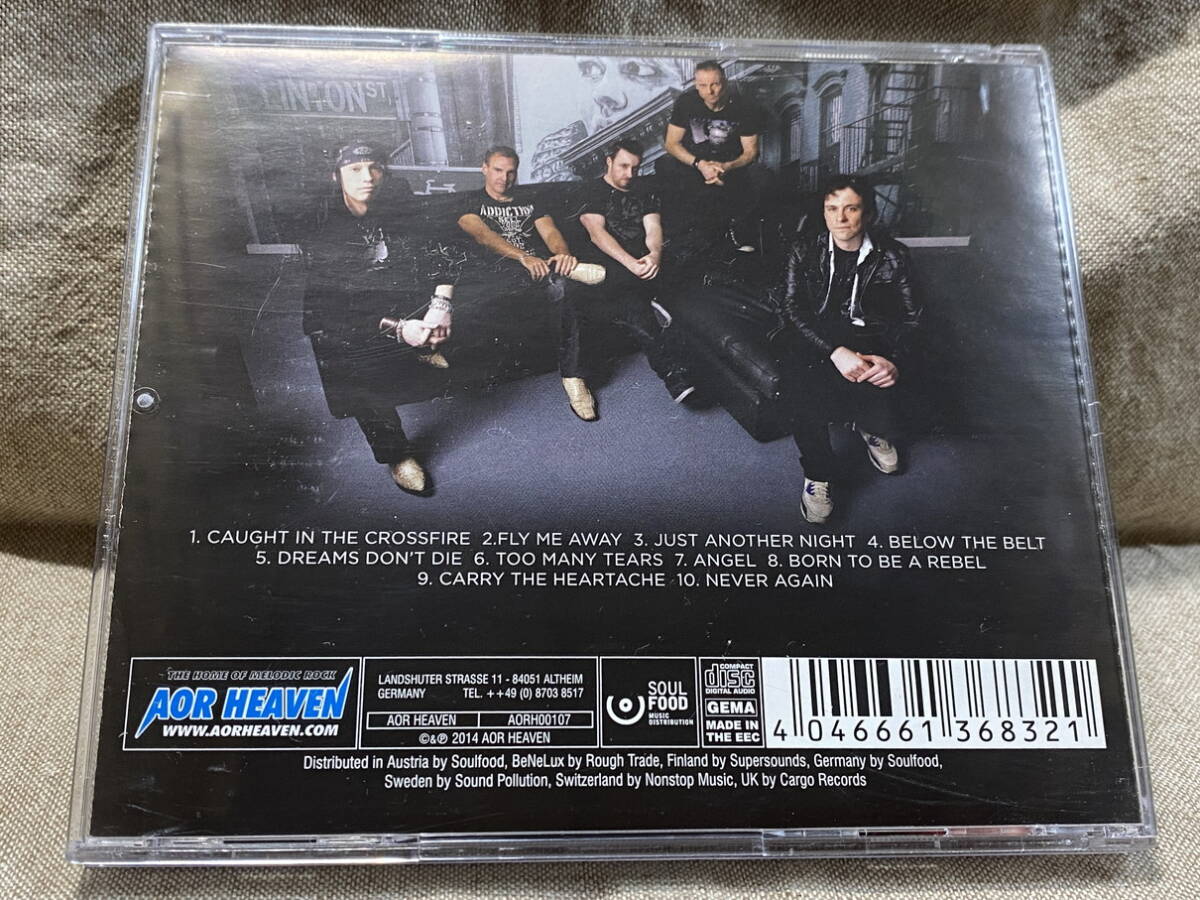 LINTON ST
ADDICTION
1. CAUGHT IN THE CROSSFIRE 2.FLY ME AWAY 3. JUST ANOTHER NIGHT 4. BELOW THE BELT
5. DREAMS DON'T DIE 6. TOO MANY TEARS 7. ANGEL 8. BORN TO BE A REBEL
9. CARRY THE HEARTACHE 10. NEVER AGAIN
THE HOME OF MELODIC ROCK
AOR HEAVEN
WWW.AORHEAVEN.COM
LANDSHUTER STRASSE 11 - 84051 ALTHEIM
GERMANY TEL. ++49 (0) 8703 8517
AOR HEAVEN AORH00107
©&℗ 2014 AOR HEAVEN
SOUL
FOOD
MUSIC
DISTRIBUTION
COMPACT
disc
DIGITAL AUDIO
GEMA
MADE IN
THE EEC
4 046661 368321
Distributed in Austria by Soulfood, BeNeLux by Rough Trade, Finland by Supersounds, Germany by Soulfood,
Sweden by Sound Pollution, Switzerland by Nonstop Music, UK by Cargo Records